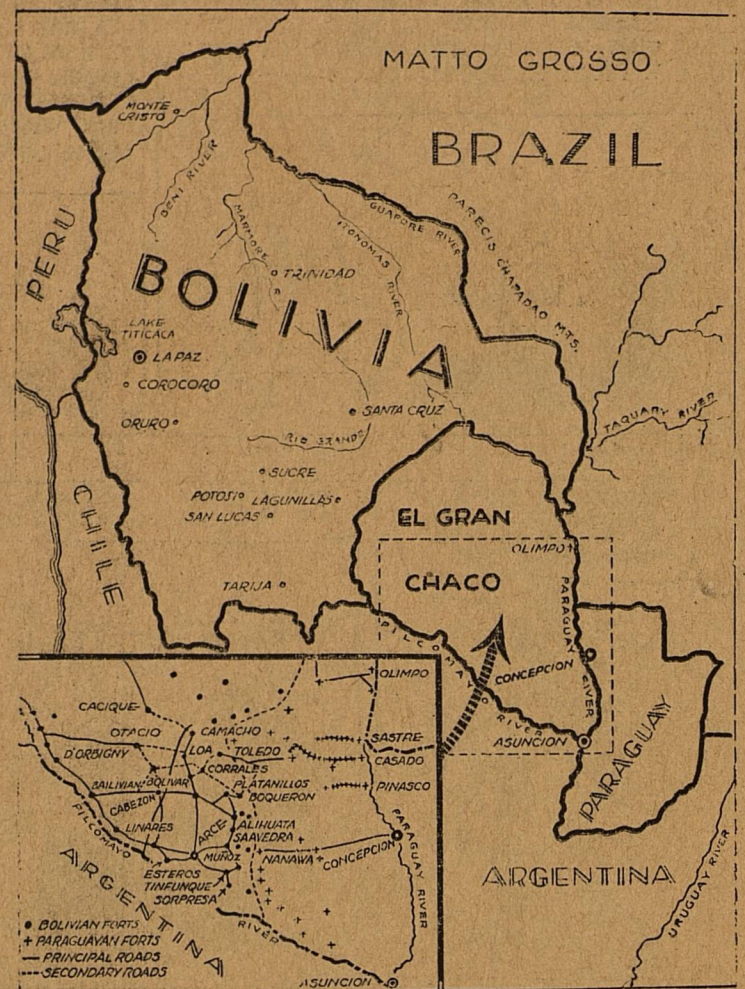 MATTO GROSSO
BRAZIL
MONTE
CRISTO
BENI RIVER
MARMORE
R
ITONOMAS RIVER
GUAPORE RIVER
PARECIS CHAPADAO MTS.
PERU
BOLIVIA
TRINIDAD
LAKE
TITICACA
LA PAZ
COROCORO
ORURO
SANTA CRUZ
RIO GRANDE
TAQUARY RIVER
SUCRE
POTOSI
LAGUNILLAS
SAN LUCAS
CHILE
EL GRAN
OLIMPO
CHACO
TARIJA
PARAGUAY RIVER
PILCOMAYO RIVER
CONCEPCION
ASUNCION
PARAGUAY
ARGENTINA
URUGUAY RIVER
OLIMPO
CACIQUE
OTACIO
CAMACHO
SASTRE
D'ORBIGNY
LOA
TOLEDO
CASADO
CORRALES
BAILIVIAN
BOLIVAR
PLATANILLOS
PINASCO
CABEZON
BOQUERON
PILCOMAYO
LINARES
ARCE
ALIHUATA
SAAVEDRA
MUÑOZ
NANAWA
CONCEPCION
PARAGUAY RIVER
ARGENTINA
ESTEROS
TINFUNQUE
SORPRESA
RIVER
BOLIVIAN FORTS
PARAGUAYAN FORTS
PRINCIPAL ROADS
SECONDARY ROADS
ASUNCION